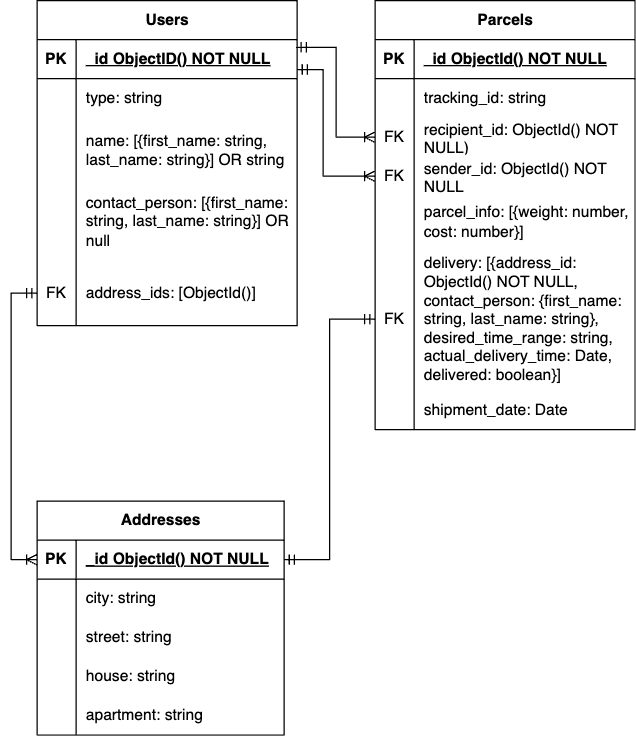 Users
PK _id ObjectID() NOT NULL
type: string
name: [{first_name: string,
last_name: string}] OR string
contact_person: [{first_name:
string, last_name: string}] OR
null
FK address_ids: [ObjectId()]
Parcels
PK _id ObjectId() NOT NULL
tracking_id: string
FK recipient_id: ObjectId() NOT
NULL)
FK sender_id: ObjectId() NOT
NULL
parcel_info: [{weight: number,
cost: number}]
delivery: [{address_id:
ObjectId() NOT NULL,
contact_person: {first_name:
FK string, last_name: string},
desired_time_range: string,
actual_delivery_time: Date,
delivered: boolean}]
shipment_date: Date
Addresses
PK _id ObjectId() NOT NULL
city: string
street: string
house: string
apartment: string